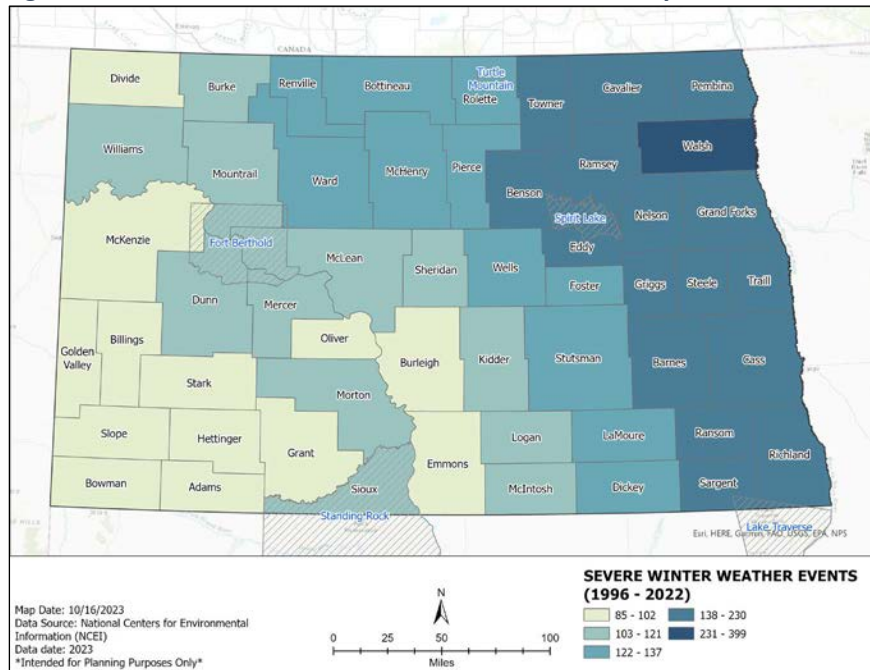 CANADA
Divide
Burke
Renville
Bottineau
Turtle
Mountain
Rolette
Towner
Cavalier
Pembina
Williams
Mountrail
Ward
McHenry
Pierce
Ramsey
Walsh
Benson
Spirit Lake
Nelson
Grand Forks
McKenzie
Fort Berthold
McLean
Sheridan
Wells
Eddy
Foster
Griggs
Steele
Traill
Dunn
Mercer
Golden
Valley
Billings
Oliver
Burleigh
Kidder
Stutsman
Barnes
Cass
Stark
Morton
Slope
Hettinger
Grant
Emmons
Logan
LaMoure
Ransom
Richland
Bowman
Adams
Sioux
McIntosh
Dickey
Sargent
Standing Rock
Lake Traverse
Esri, HERE, Garmin, FAO, USGS, EPA, NPS
SEVERE WINTER WEATHER EVENTS
(1996 - 2022)
85 - 102
138 - 230
103 - 121
231 - 399
122 - 137
Map Date: 10/16/2023
Data Source: National Centers for Environmental
Information (NCEI)
Data date: 2023
*Intended for Planning Purposes Only*
N
0 25 50 100
Miles